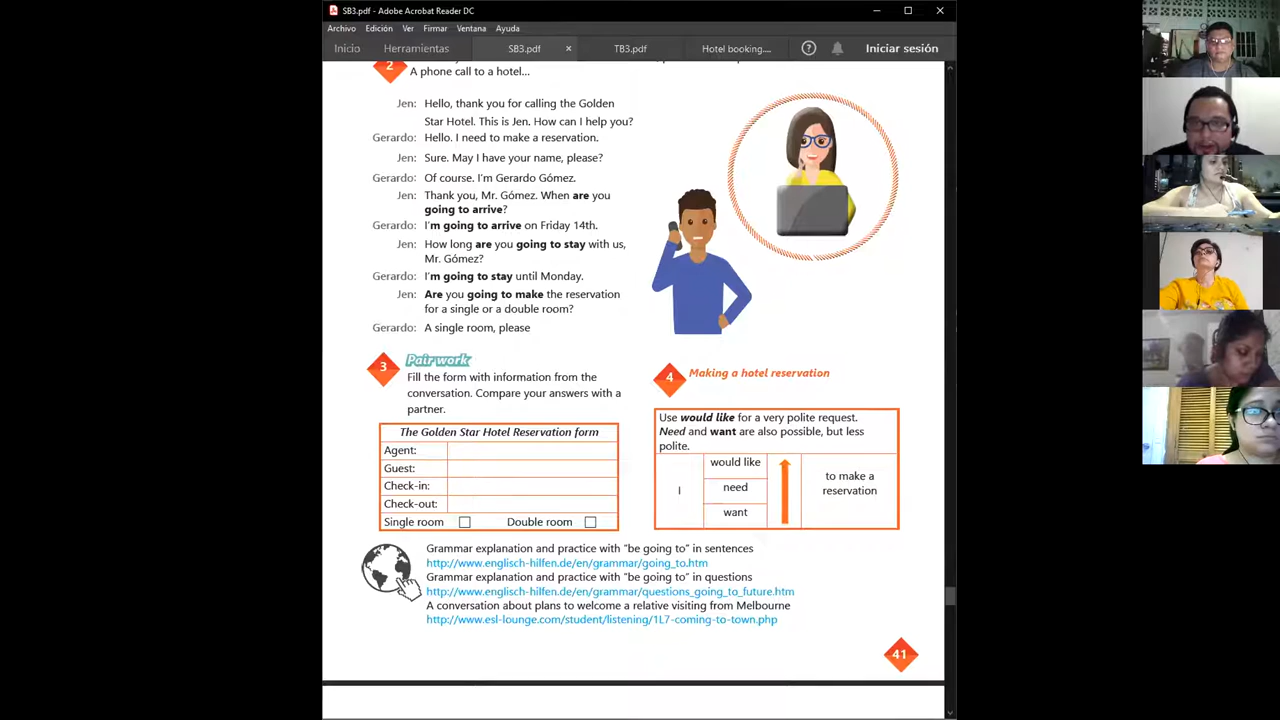 SB3.pdf - Adobe Acrobat Reader DC
Archivo Edición Ver Firmar Ventana Ayuda
Inicio Herramientas SB3.pdf × TB3.pdf Hotel booking.... Iniciar sesión
2
A phone call to a hotel...
Jen: Hello, thank you for calling the Golden
Star Hotel. This is Jen. How can I help you?
Gerardo: Hello. I need to make a reservation.
Jen: Sure. May I have your name, please?
Gerardo: Of course. I'm Gerardo Gómez.
Jen: Thank you, Mr. Gómez. When are you
going to arrive?
Gerardo: I'm going to arrive on Friday 14th.
Jen: How long are you going to stay with us,
Mr. Gómez?
Gerardo: I'm going to stay until Monday.
Jen: Are you going to make the reservation
for a single or a double room?
Gerardo: A single room, please
3
Pair work
Fill the form with information from the
conversation. Compare your answers with a
partner.
The Golden Star Hotel Reservation form
Agent:
Guest:
Check-in:
Check-out:
Single room Double room
4
Making a hotel reservation
Use would like for a very polite request.
Need and want are also possible, but less
polite.
I
would like
need
want
to make a
reservation
Grammar explanation and practice with "be going to" in sentences
http://www.englisch-hilfen.de/en/grammar/going_to.htm
Grammar explanation and practice with "be going to" in questions
http://www.englisch-hilfen.de/en/grammar/questions_going_to_future.htm
A conversation about plans to welcome a relative visiting from Melbourne
http://www.esl-lounge.com/student/listening/1L7-coming-to-town.php
41